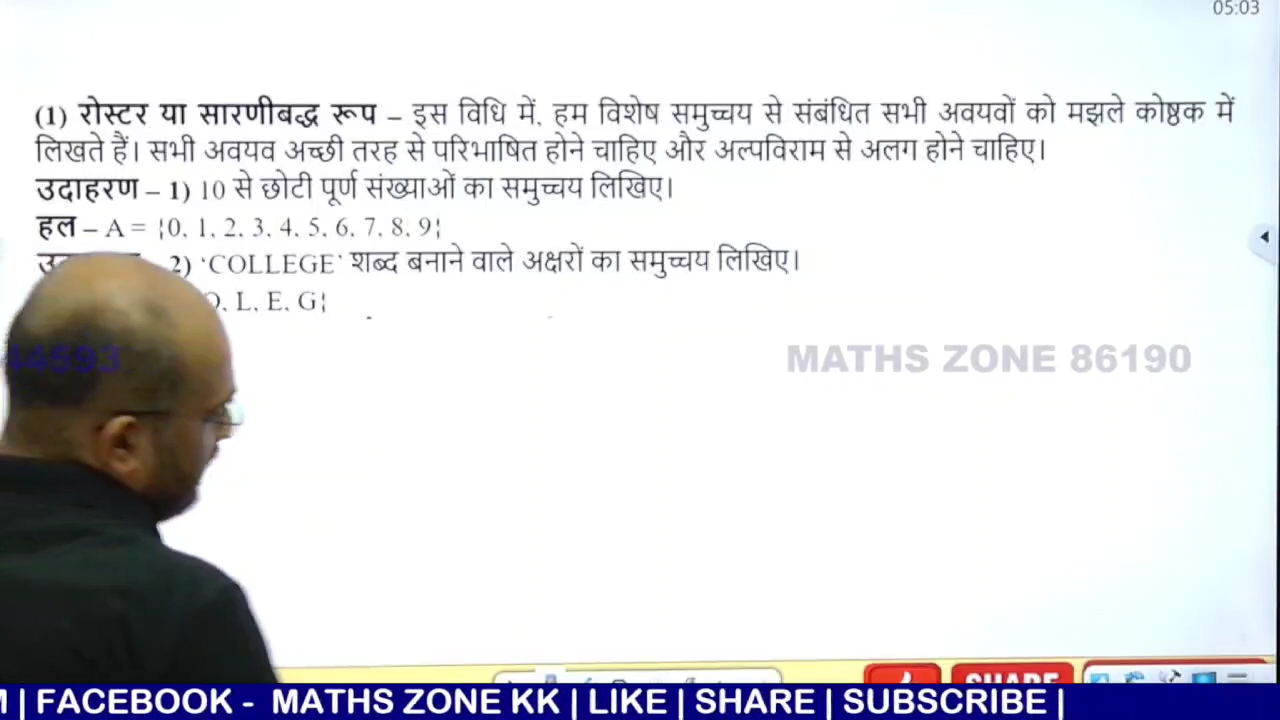 05:03
(1) रोस्टर या सारणीबद्ध रूप – इस विधि में, हम विशेष समुच्चय से संबंधित सभी अवयवों को मझले कोष्ठक में
लिखते हैं। सभी अवयव अच्छी तरह से परिभाषित होने चाहिए और अल्पविराम से अलग होने चाहिए।
उदाहरण – 1) 10 से छोटी पूर्ण संख्याओं का समुच्चय लिखिए।
हल – A = {0, 1, 2, 3, 4, 5, 6, 7, 8, 9}
2) 'COLLEGE' शब्द बनाने वाले अक्षरों का समुच्चय लिखिए।
O, L, E, G}
44593
MATHS ZONE 86190
SHARE
| FACEBOOK - MATHS ZONE KK | LIKE | SHARE | SUBSCRIBE |